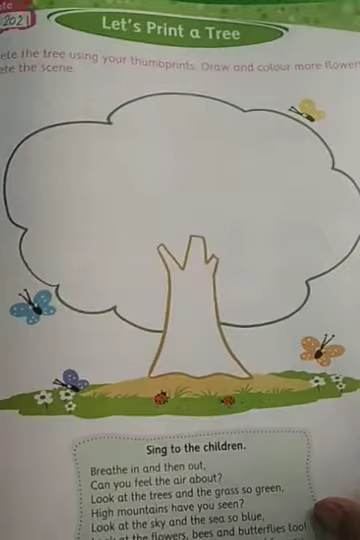 2021
Let's Print a Tree
ete the tree using your thumbprints. Draw and colour more flower
ete the scene.
Sing to the children.
Breathe in and then out,
Can you feel the air about?
Look at the trees and the grass so green,
High mountains have you seen?
Look at the sky and the sea so blue,
at the flowers, bees and butterflies too!